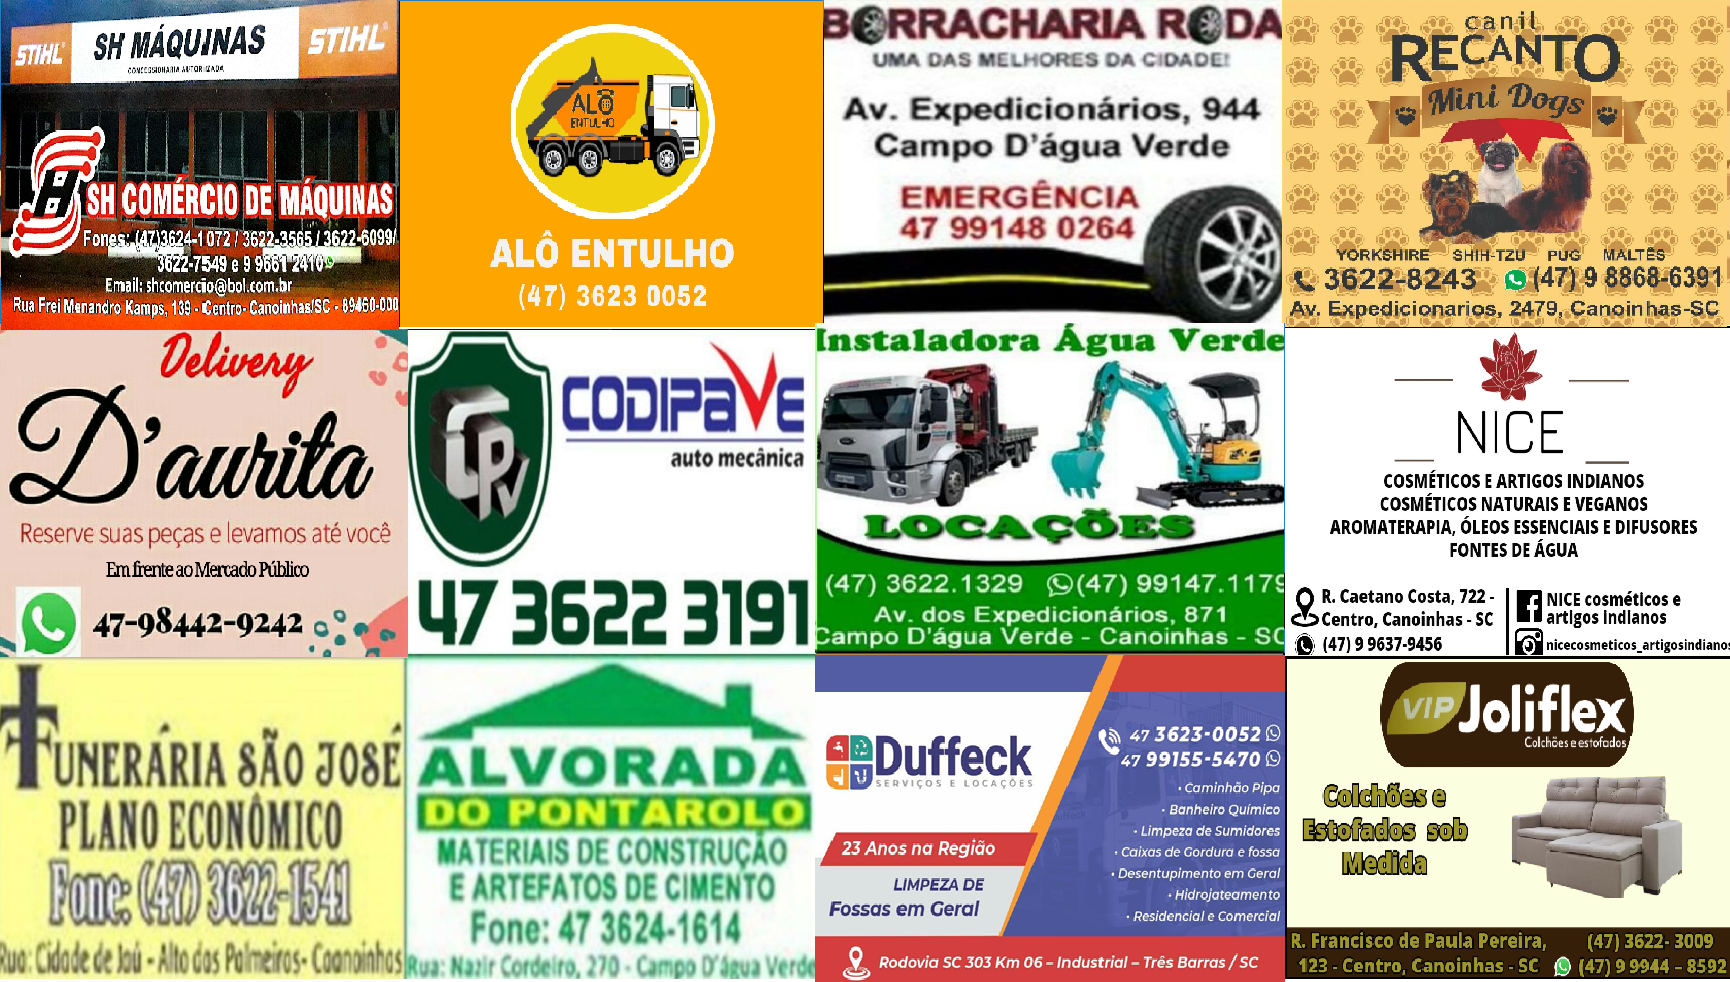 STIHL
SH MÁQUINAS
CONCESSIONARIA AUTORIZADA
STIHL
SH COMÉRCIO DE MÁQUINAS
Fones: (47)3624-1072 / 3622-3565 / 3622-6099/
3622-7549 e 9 9661 2410
Email: shcomercio@bol.com.br
Rua Frei Menandro Kamps, 139 - Centro- Canoinhas/SC - 89460-000
ALÔ
ENTULHO
ALÔ ENTULHO
(47) 3623 0052
BORRACHARIA RODA
UMA DAS MELHORES DA CIDADE!
Av. Expedicionários, 944
Campo D'água Verde
EMERGÊNCIA
47 99148 0264
canil
RECANTO
Mini Dogs
YORKSHIRE SHIH-TZU PUG MALTÊS
3622-8243 (47) 9 8868-6391
Av. Expedicionarios, 2479, Canoinhas-SC
Delivery
D'aurita
Reserve suas peças e levamos até você
Em frente ao Mercado Público
47-98442-9242
CPV
CODIPAVE
auto mecânica
47 3622 3191
Instaladora Água Verde
LOCAÇÕES
(47) 3622.1329 (47) 99147.1179
Av. dos Expedicionários, 871
Campo D'água Verde - Canoinhas - SC
NICE
COSMÉTICOS E ARTIGOS INDIANOS
COSMÉTICOS NATURAIS E VEGANOS
AROMATERAPIA, ÓLEOS ESSENCIAIS E DIFUSORES
FONTES DE ÁGUA
R. Caetano Costa, 722 -
Centro, Canoinhas - SC
(47) 9 9637-9456
NICE cosméticos e
artigos Indianos
nicecosmeticos_artigosindianos
FUNERÁRIA SÃO JOSÉ
PLANO ECONÔMICO
Fone: (47) 3622-1541
Rua: Cidade de Jaú - Alto das Palmeiras- Canoinhas
ALVORADA
DO PONTAROLO
MATERIAIS DE CONSTRUÇÃO
E ARTEFATOS DE CIMENTO
Fone: 47 3624-1614
Rua: Nazir Cordeiro, 270 - Campo D'água Verde
Duffeck
SERVIÇOS E LOCAÇÕES
23 Anos na Região
LIMPEZA DE
Fossas em Geral
47 3623-0052
47 99155-5470
• Caminhão Pipa
• Banheiro Químico
• Limpeza de Sumidores
• Caixas de Gordura e fossa
• Desentupimento em Geral
• Hidrojateamento
• Residencial e Comercial
Rodovia SC 303 Km 06 – Industrial – Três Barras / SC
VIP Joliflex
Colchões e estofados
Colchões e
Estofados sob
Medida
R. Francisco de Paula Pereira,
123 - Centro, Canoinhas - SC
(47) 3622- 3009
(47) 9 9944 – 8592